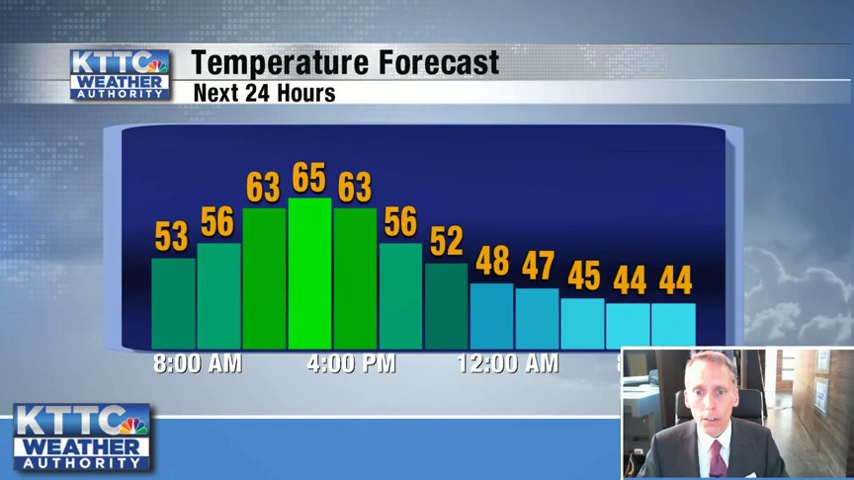 KTTC
WEATHER
AUTHORITY
Temperature Forecast
Next 24 Hours
53 56 63 65 63 56 52 48 47 45 44 44
8:00 AM 4:00 PM 12:00 AM
KTTC
WEATHER
AUTHORITY